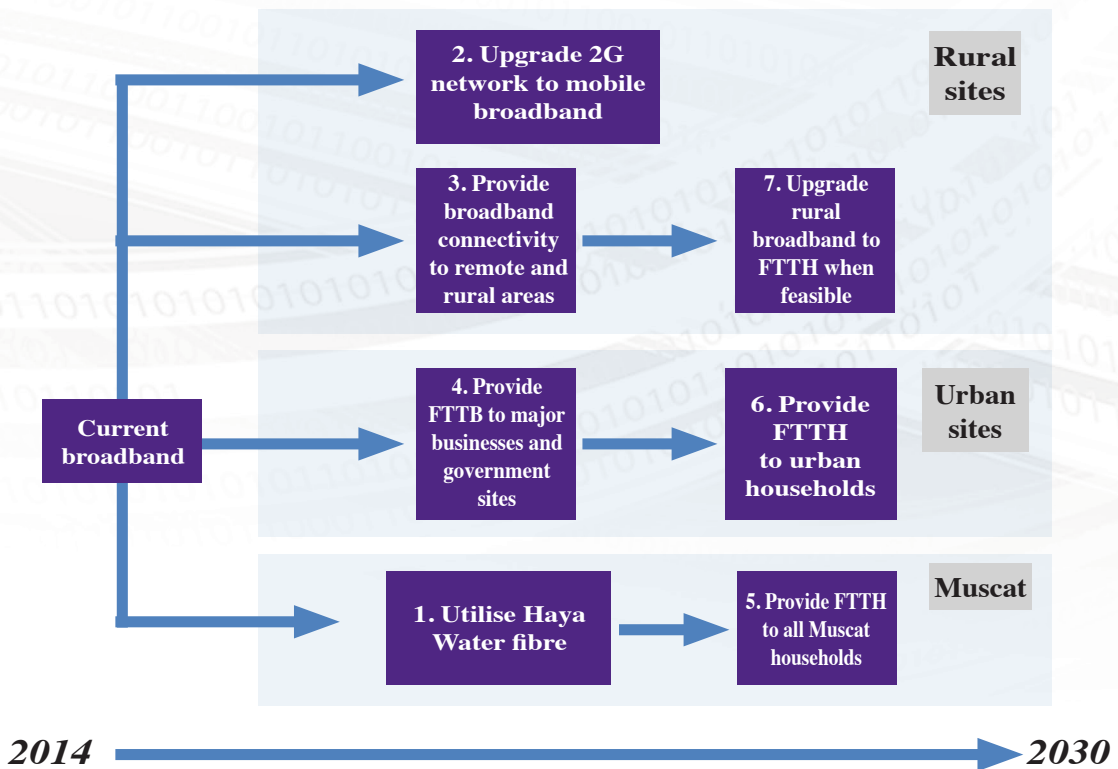 2. Upgrade 2G
network to mobile
broadband
Rural
sites
3. Provide
broadband
connectivity
to remote and
rural areas
7. Upgrade
rural
broadband to
FTTH when
feasible
Current
broadband
4. Provide
FTTB to major
businesses and
government
sites
6. Provide
FTTH
to urban
households
Urban
sites
1. Utilise Haya
Water fibre
5. Provide FTTH
to all Muscat
households
Muscat
2014
2030